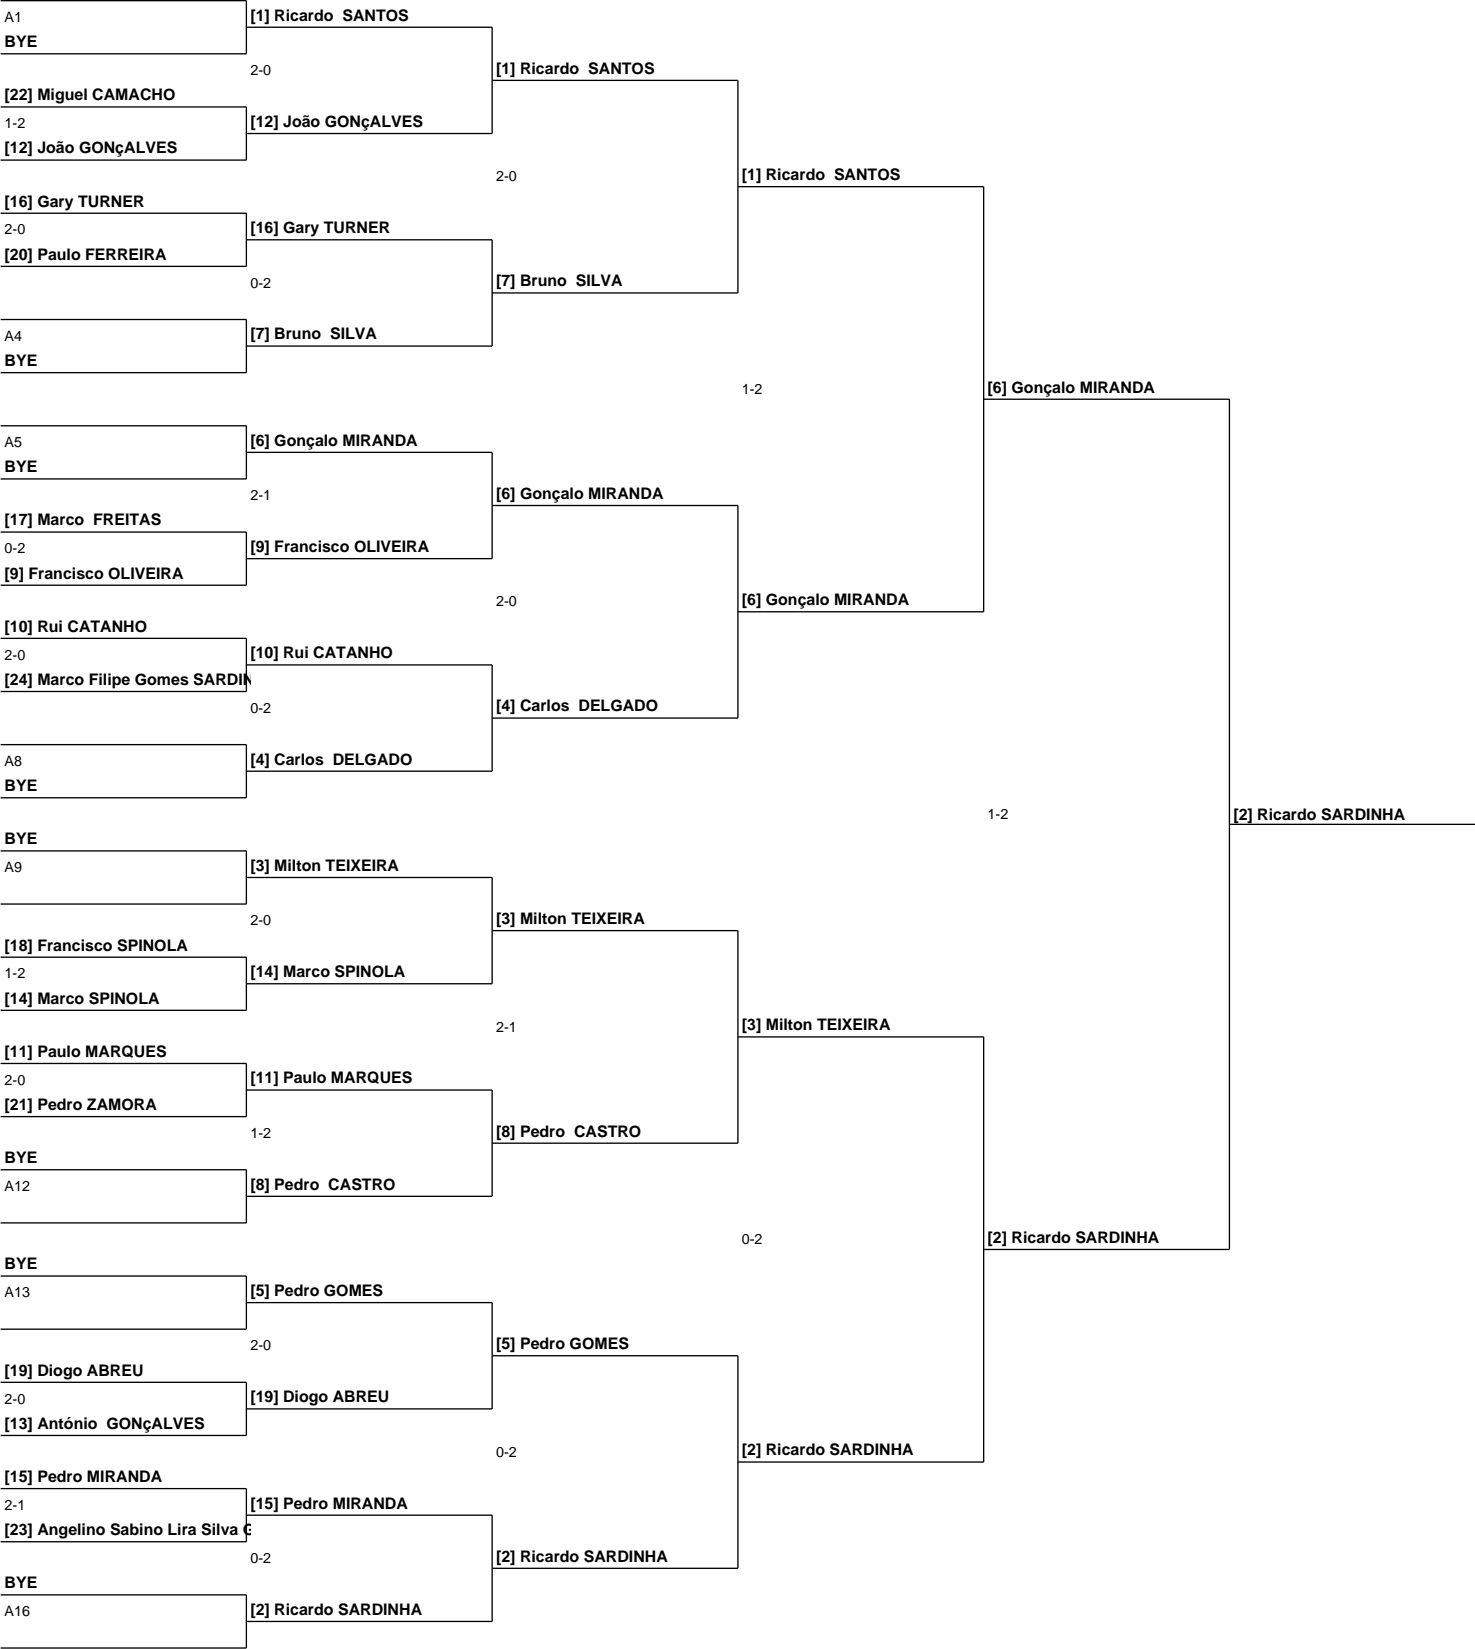 A1
BYE
[1] Ricardo  SANTOS
2-0
[22] Miguel CAMACHO
1-2
[12] João GONçALVES
[12] João GONçALVES
[1] Ricardo  SANTOS
2-0
[16] Gary TURNER
2-0
[20] Paulo FERREIRA
[16] Gary TURNER
0-2
A4
BYE
[7] Bruno  SILVA
[7] Bruno  SILVA
[1] Ricardo  SANTOS
1-2
A5
BYE
[6] Gonçalo MIRANDA
2-1
[17] Marco  FREITAS
0-2
[9] Francisco OLIVEIRA
[9] Francisco OLIVEIRA
[6] Gonçalo MIRANDA
2-0
[10] Rui CATANHO
2-0
[24] Marco Filipe Gomes
[10] Rui CATANHO
0-2
A8
BYE
[4] Carlos  DELGADO
[4] Carlos  DELGADO
[6] Gonçalo MIRANDA
[6] Gonçalo MIRANDA
1-2
[2] Ricardo SARDINHA
BYE
A9
[3] Milton TEIXEIRA
2-0
[18] Francisco SPINOLA
1-2
[14] Marco SPINOLA
[14] Marco SPINOLA
[3] Milton TEIXEIRA
2-1
[11] Paulo MARQUES
2-0
[21] Pedro ZAMORA
[11] Paulo MARQUES
1-2
BYE
A12
[8] Pedro  CASTRO
[8] Pedro  CASTRO
[3] Milton TEIXEIRA
0-2
[2] Ricardo SARDINHA
BYE
A13
[5] Pedro GOMES
2-0
[19] Diogo ABREU
2-0
[13] António  GONçALVES
[19] Diogo ABREU
[5] Pedro GOMES
0-2
[2] Ricardo SARDINHA
[15] Pedro MIRANDA
2-1
[23] Angelino Sabino Lira Silva
[15] Pedro MIRANDA
0-2
BYE
A16
[2] Ricardo SARDINHA
[2] Ricardo SARDINHA